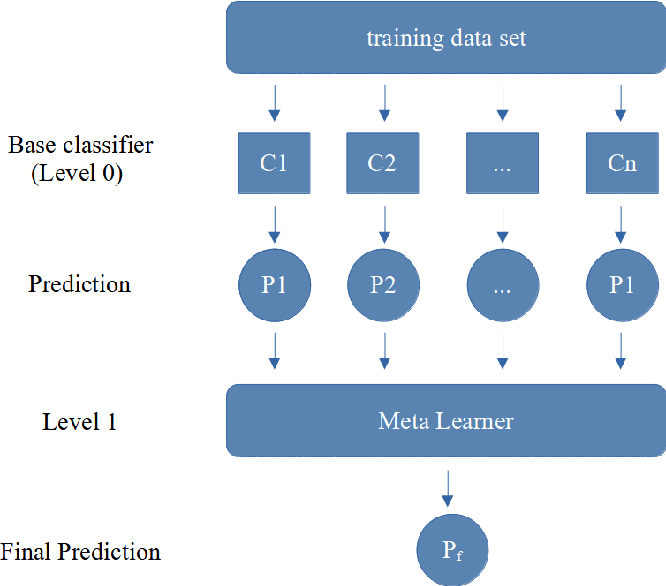 training data set
Base classifier
(Level 0)
C1 C2 ... Cn
Prediction
P1 P2 ... P1
Level 1
Meta Learner
Final Prediction
Pf